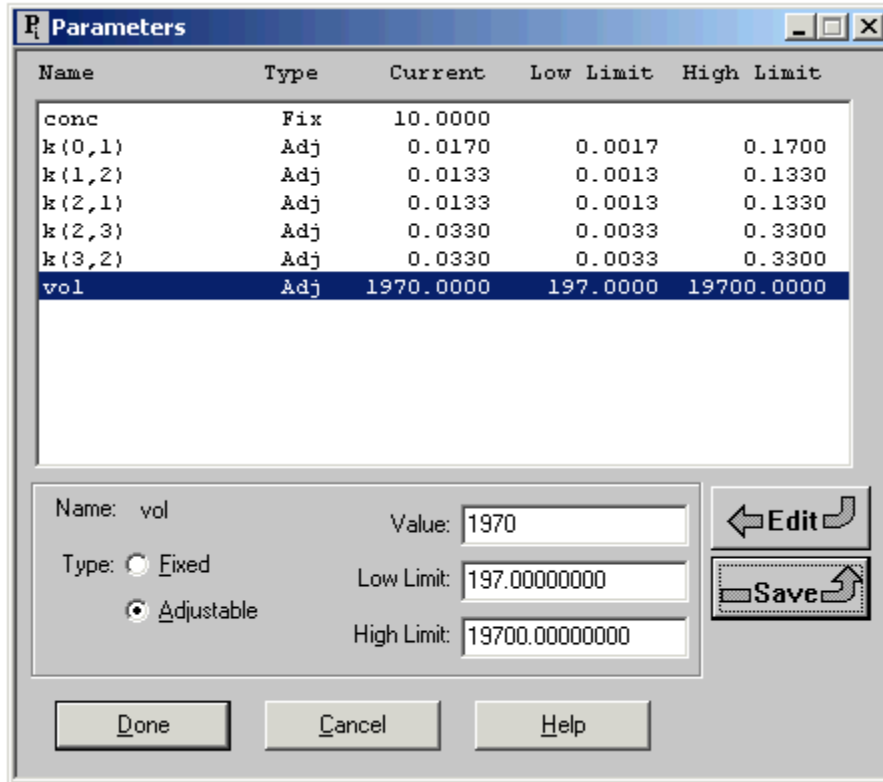 Parameters
Name Type Current Low Limit High Limit
conc Fix 10.0000
k(0,1) Adj 0.0170 0.0017 0.1700
k(1,2) Adj 0.0133 0.0013 0.1330
k(2,1) Adj 0.0133 0.0013 0.1330
k(2,3) Adj 0.0330 0.0033 0.3300
k(3,2) Adj 0.0330 0.0033 0.3300
vol Adj 1970.0000 197.0000 19700.0000
Name: vol
Value: 1970
Edit
Type: Fixed
Low Limit: 197.00000000
Save
Adjustable
High Limit: 19700.00000000
Done Cancel Help